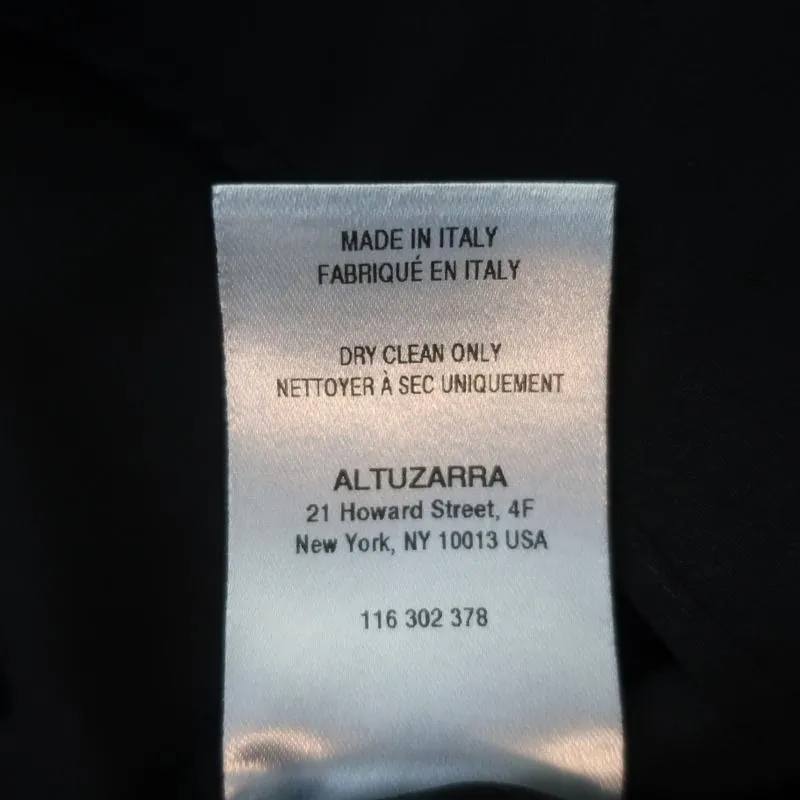 MADE IN ITALY
FABRIQUÉ EN ITALY
DRY CLEAN ONLY
NETTOYER À SEC UNIQUEMENT
ALTUZARRA
21 Howard Street, 4F
New York, NY 10013 USA
116 302 378